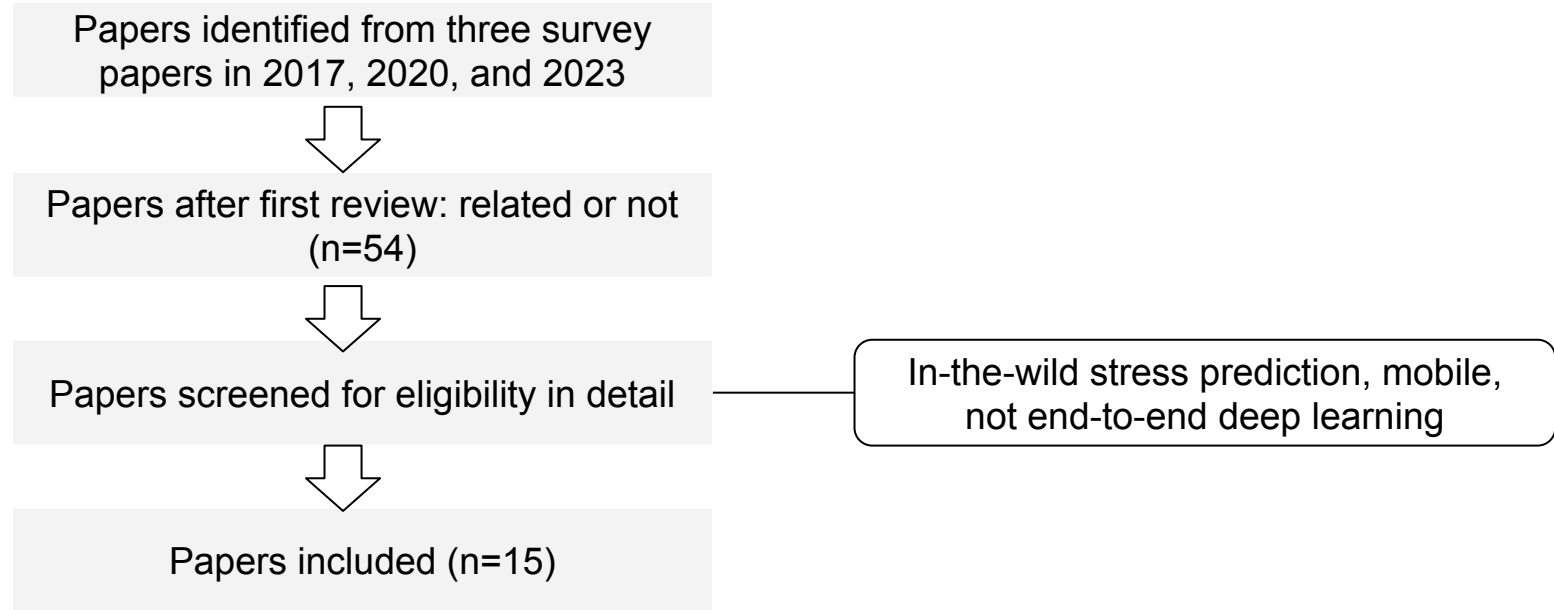 Papers identified from three survey
papers in 2017, 2020, and 2023
Papers after first review: related or not
(n=54)
Papers screened for eligibility in detail
In-the-wild stress prediction, mobile,
not end-to-end deep learning
Papers included (n=15)